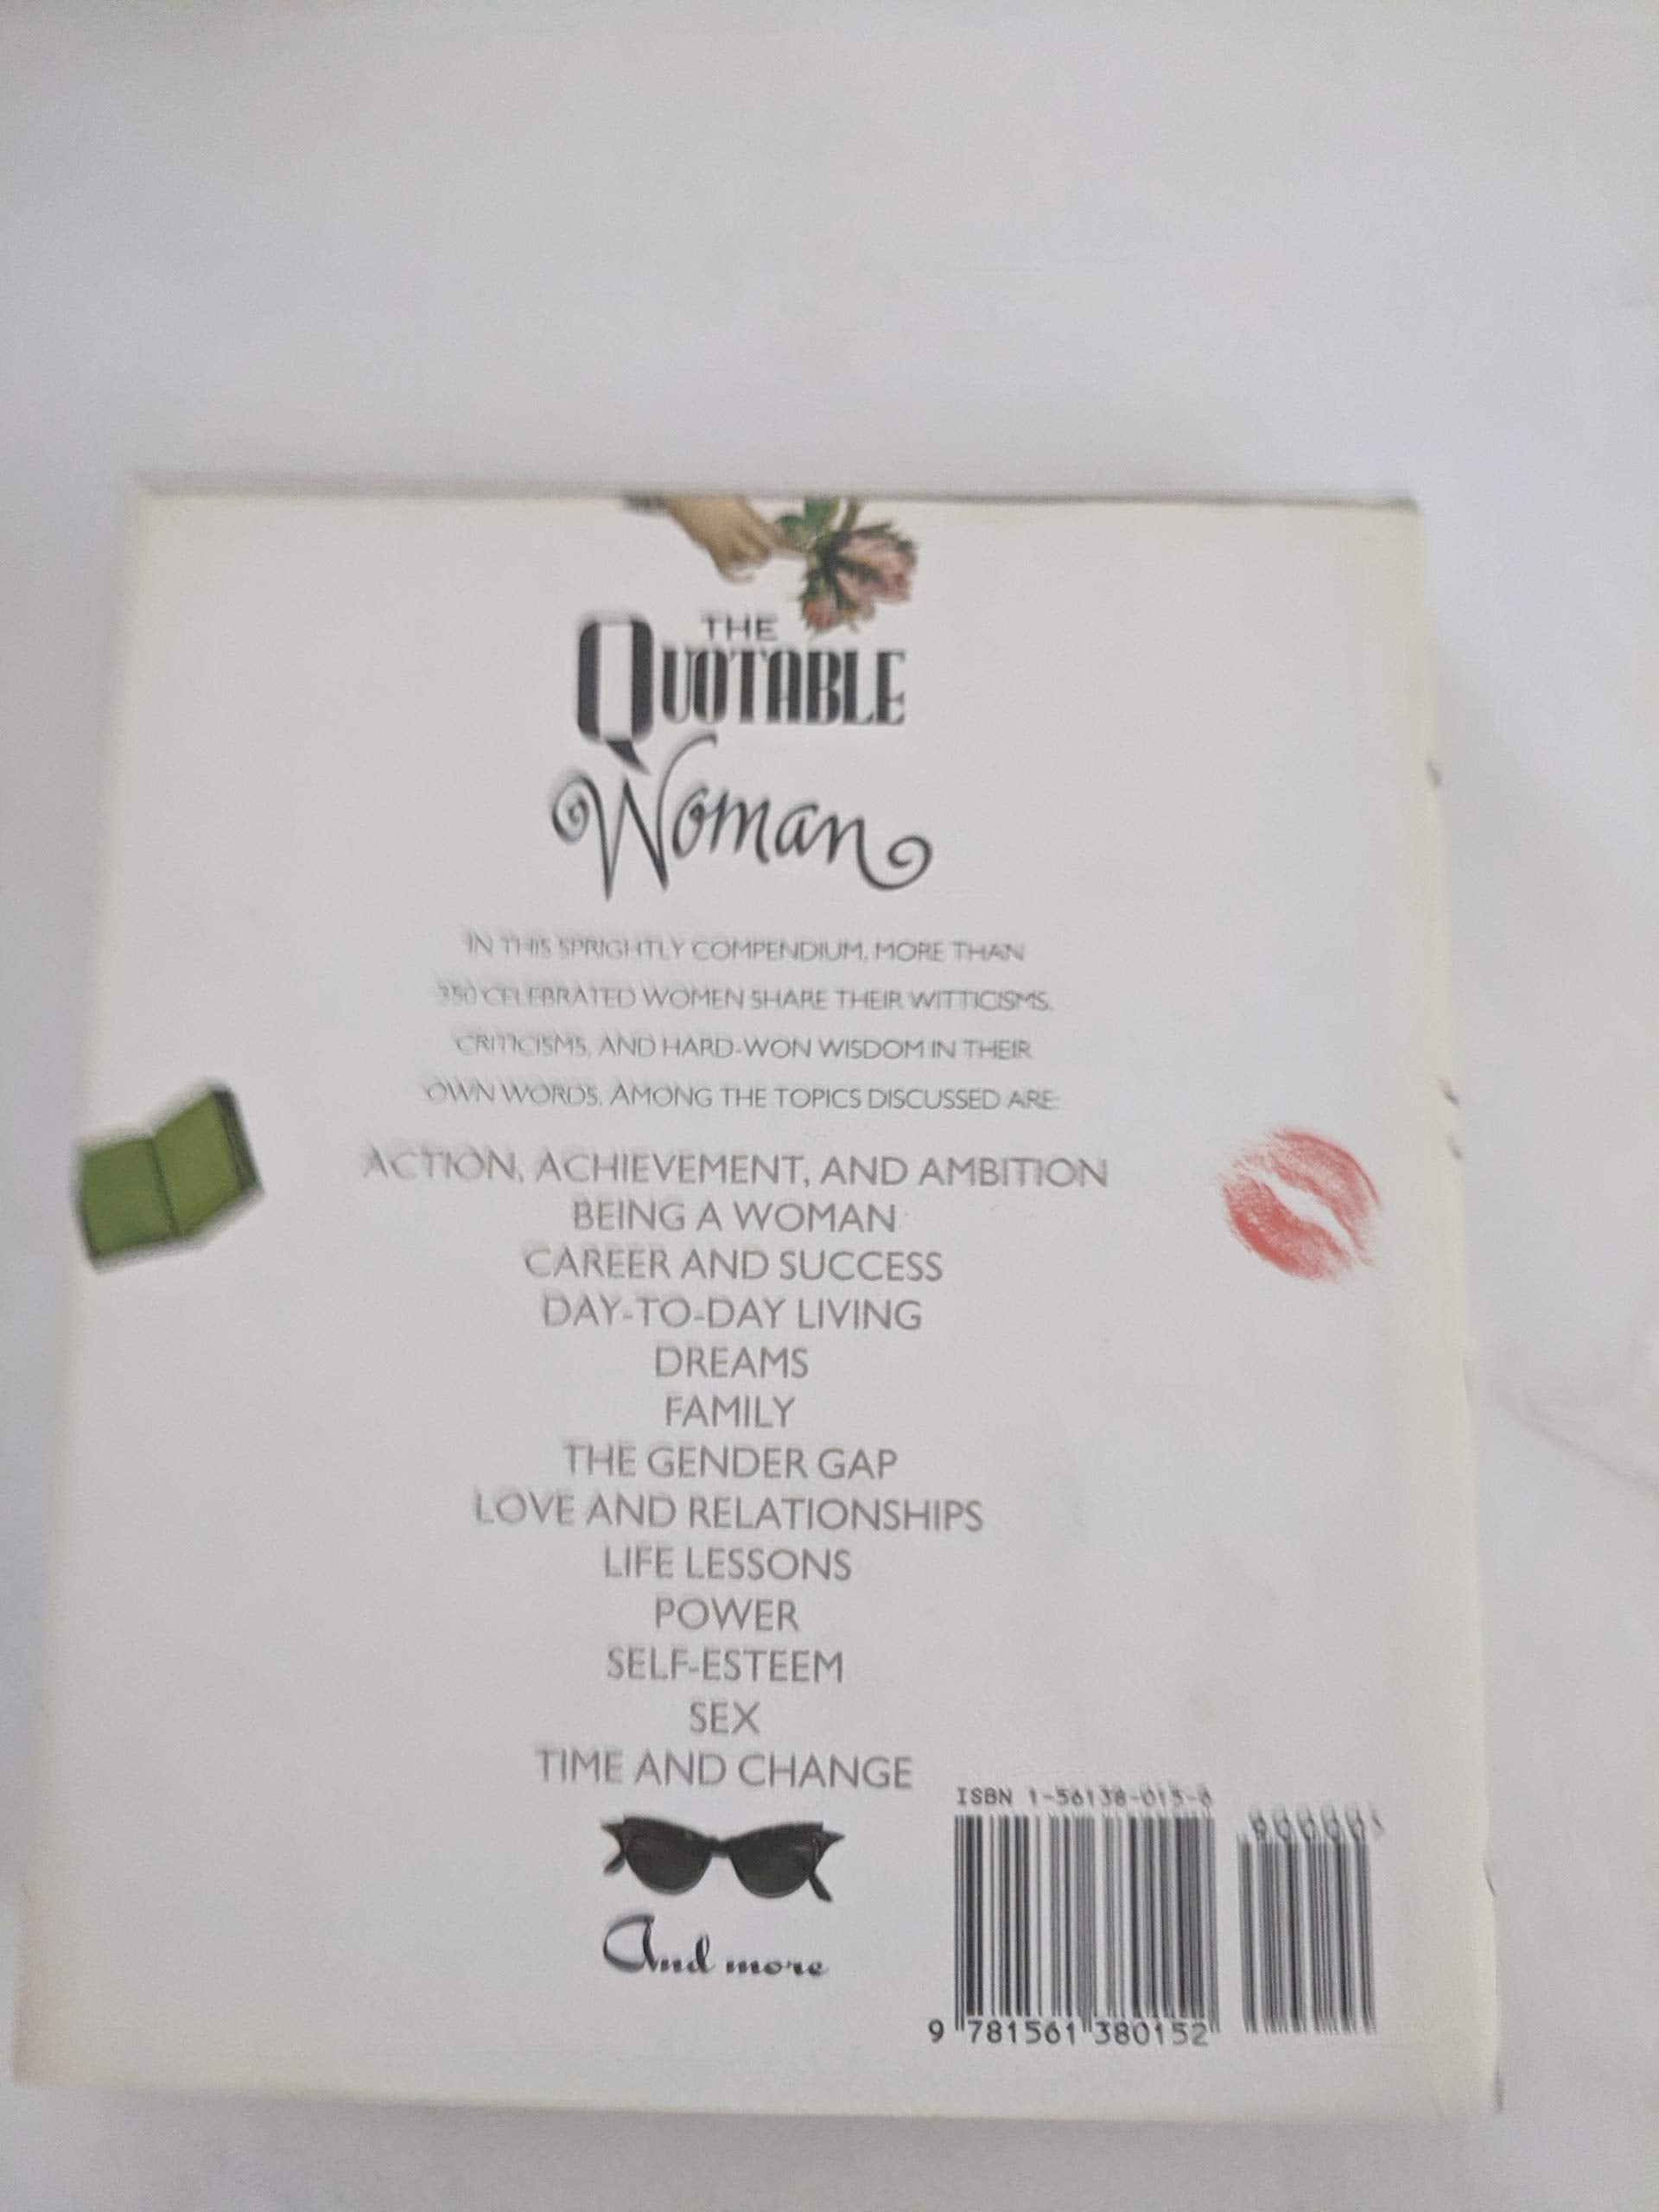 THE
QUOTABLE
Woman
IN THIS SPRIGHTLY COMPENDIUM, MORE THAN
350 CELEBRATED WOMEN SHARE THEIR WITTICISMS,
CRITICISMS, AND HARD-WON WISDOM IN THEIR
OWN WORDS. AMONG THE TOPICS DISCUSSED ARE:
ACTION, ACHIEVEMENT, AND AMBITION
BEING A WOMAN
CAREER AND SUCCESS
DAY-TO-DAY LIVING
DREAMS
FAMILY
THE GENDER GAP
LOVE AND RELATIONSHIPS
LIFE LESSONS
POWER
SELF-ESTEEM
SEX
TIME AND CHANGE
And more
ISBN 1-56138-015-6
9 781561 380152